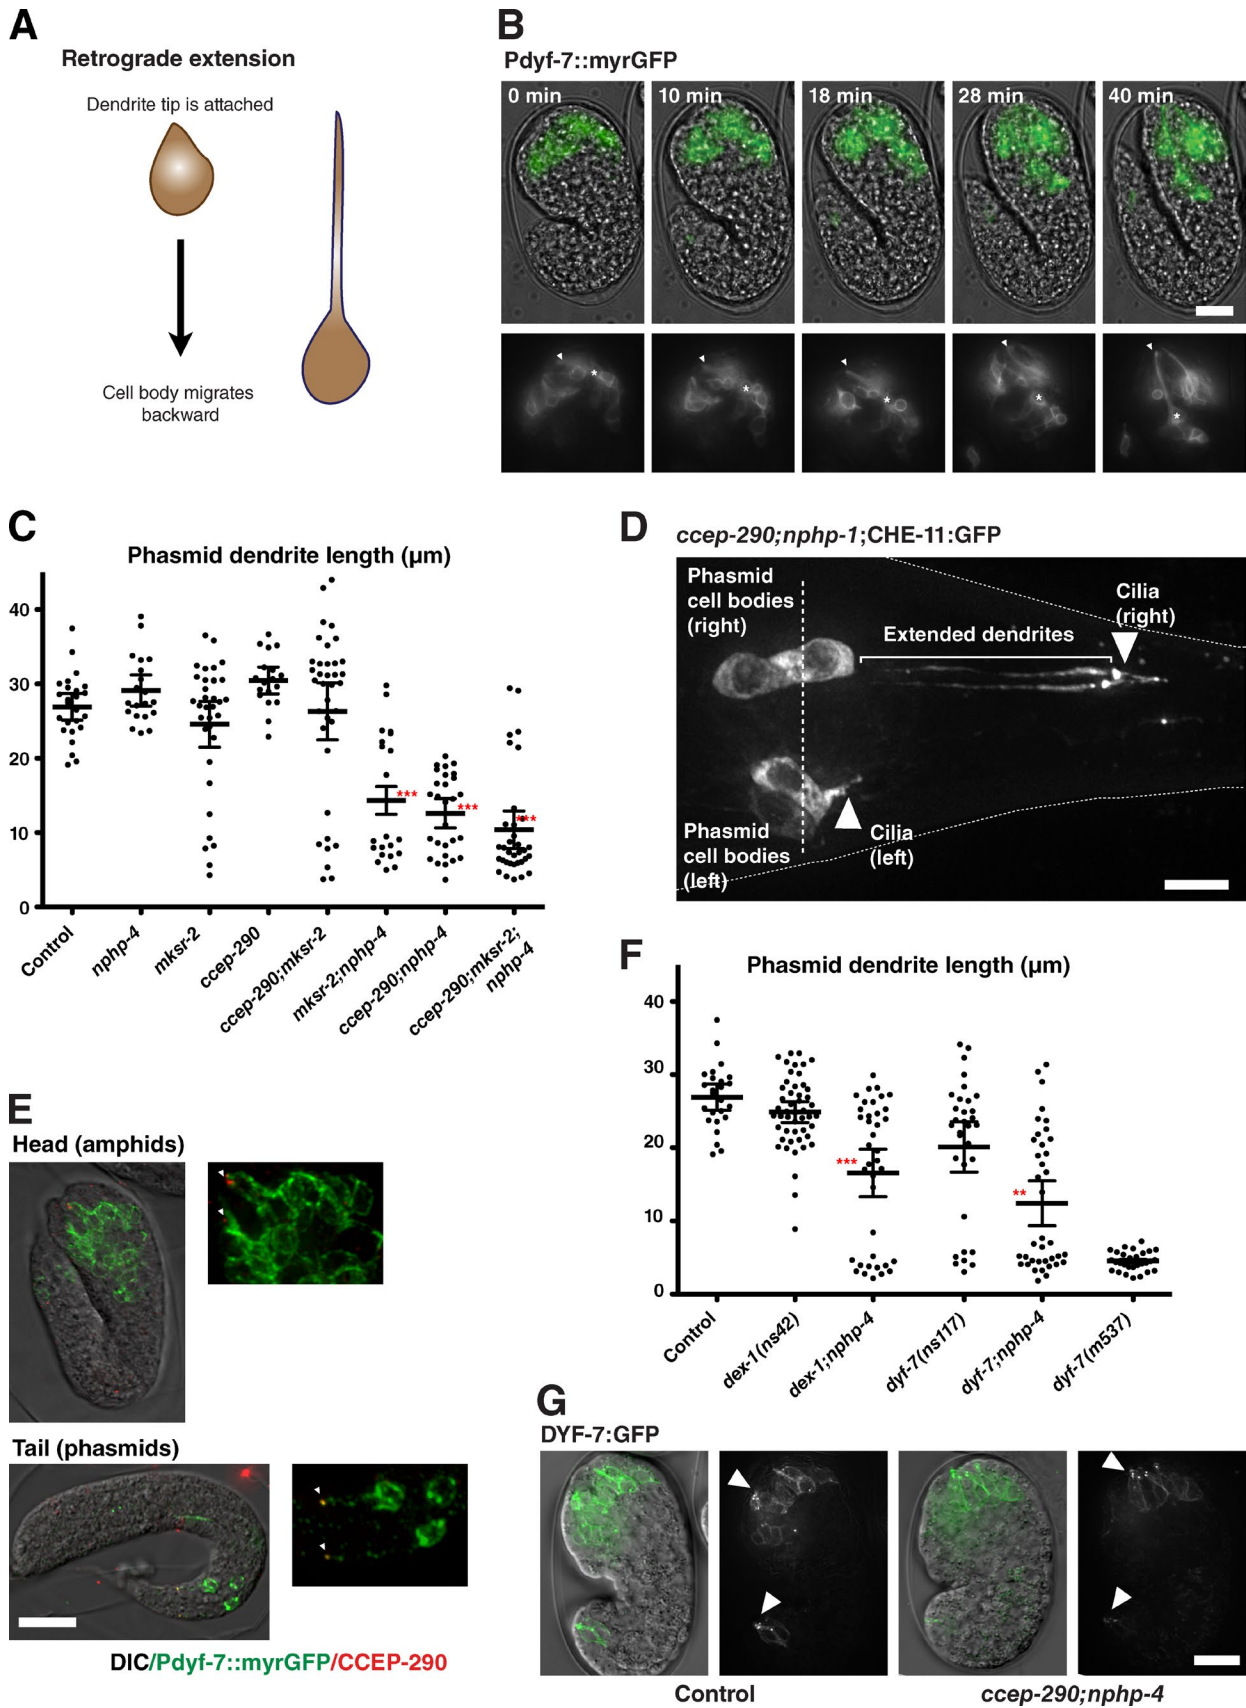 A
Retrograde extension
Dendrite tip is attached
Cell body migrates
backward
B
Pdyf-7::myrGFP
0 min
10 min
18 min
28 min
40 min
*
*
*
*
*
C
Phasmid dendrite length (µm)
40
30
20
10
0
***
***
***
Control
nphp-4
mksr-2
ccep-290
ccep-290;mksr-2
mksr-2;nphp-4
ccep-290;nphp-4
ccep-290;mksr-2;
nphp-4
D
ccep-290;nphp-1;CHE-11:GFP
Phasmid
cell bodies
(right)
Extended dendrites
Cilia
(right)
Phasmid
cell bodies
(left)
Cilia
(left)
E
Head (amphids)
Tail (phasmids)
DIC/Pdyf-7::myrGFP/CCEP-290
F
Phasmid dendrite length (µm)
40
30
20
10
0
***
**
Control
dex-1(ns42)
dex-1;nphp-4
dyf-7(ns117)
dyf-7;nphp-4
dyf-7(m537)
G
DYF-7:GFP
Control
ccep-290;nphp-4